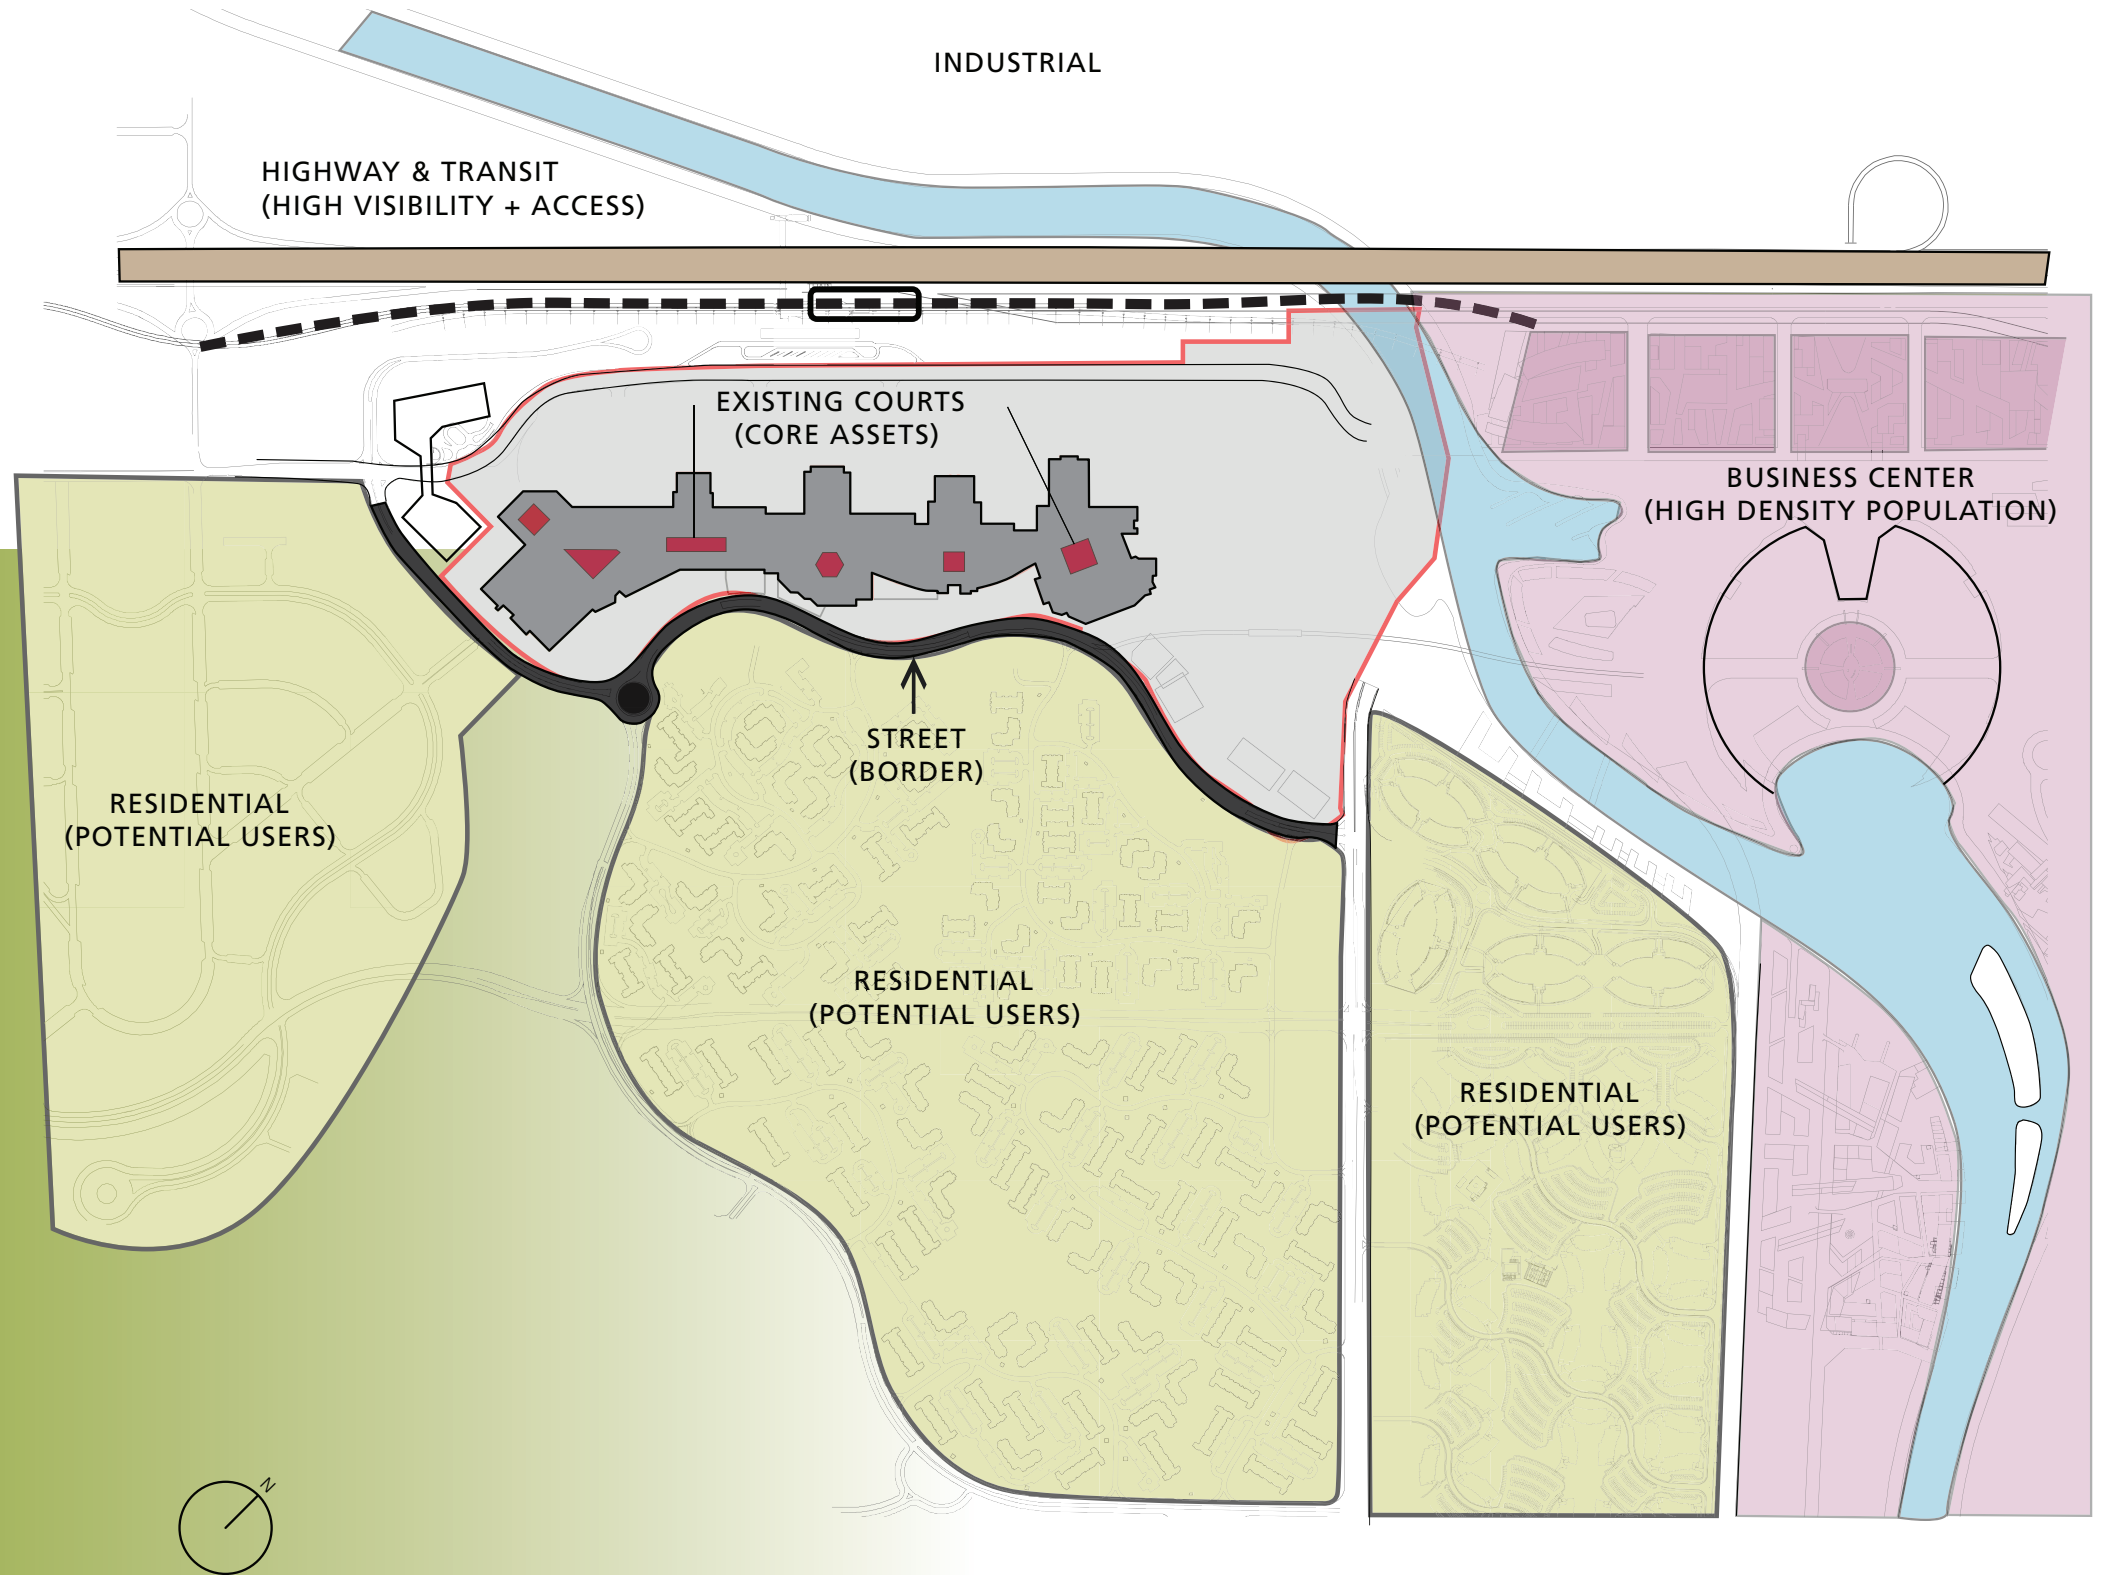 INDUSTRIAL
HIGHWAY & TRANSIT
(HIGH VISIBILITY + ACCESS)
EXISTING COURTS
(CORE ASSETS)
BUSINESS CENTER
(HIGH DENSITY POPULATION)
STREET
(BORDER)
RESIDENTIAL
(POTENTIAL USERS)
RESIDENTIAL
(POTENTIAL USERS)
RESIDENTIAL
(POTENTIAL USERS)
N